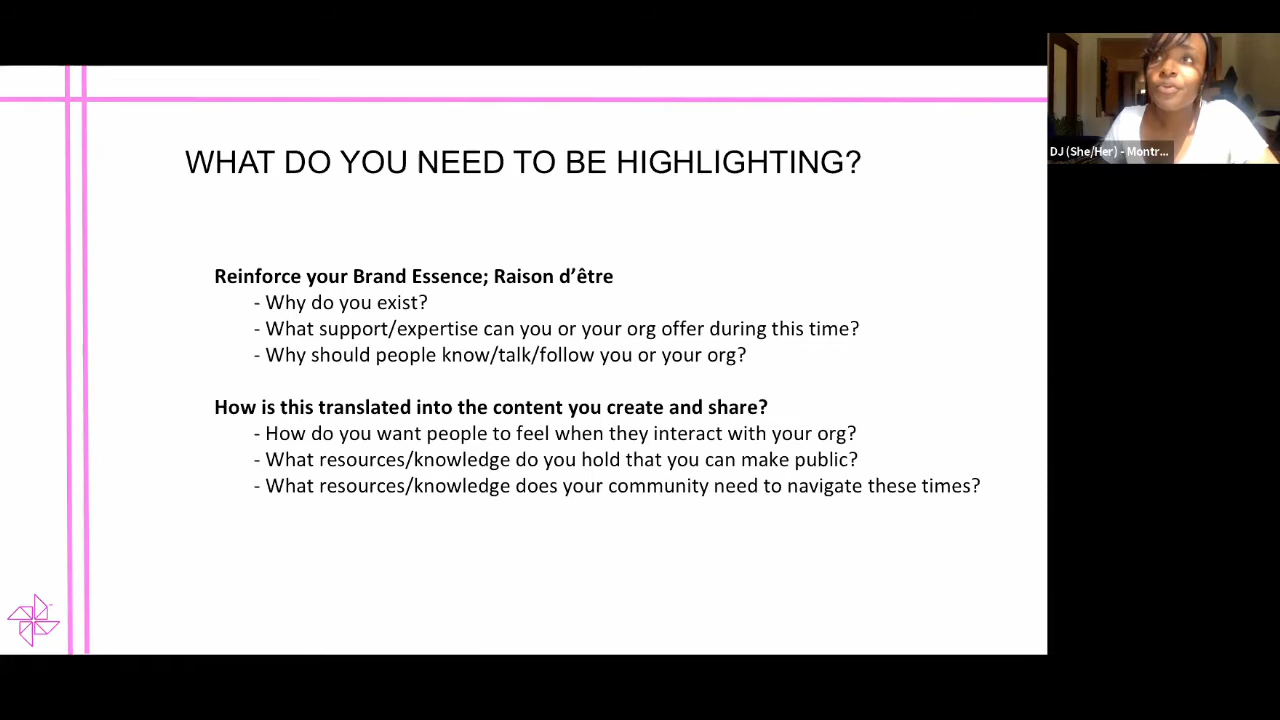 WHAT DO YOU NEED TO BE HIGHLIGHTING?
Reinforce your Brand Essence; Raison d’être
- Why do you exist?
- What support/expertise can you or your org offer during this time?
- Why should people know/talk/follow you or your org?
How is this translated into the content you create and share?
- How do you want people to feel when they interact with your org?
- What resources/knowledge do you hold that you can make public?
- What resources/knowledge does your community need to navigate these times?
DJ (She/Her) - Montr...